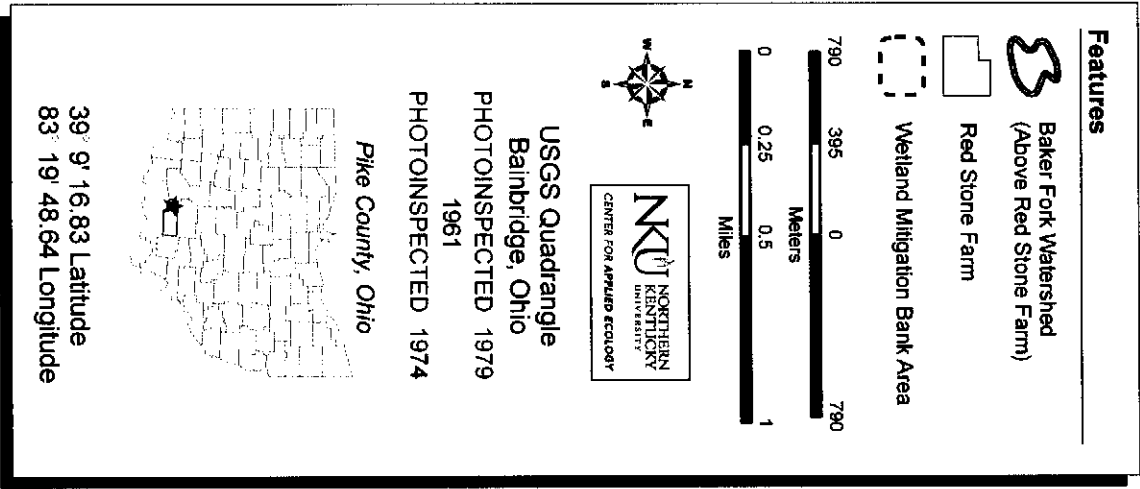 Features
Baker Fork Watershed
(Above Red Stone Farm)
Red Stone Farm
Wetland Mitigation Bank Area
790 395 0 790
Meters
0 0.25 0.5 1
Miles
N
W E
S
NKU NORTHERN
KENTUCKY
UNIVERSITY
CENTER FOR APPLIED ECOLOGY
USGS Quadrangle
Bainbridge, Ohio
PHOTOINSPECTED 1979
1961
PHOTOINSPECTED 1974
Pike County, Ohio
39° 9' 16.83 Latitude
83° 19' 48.64 Longitude